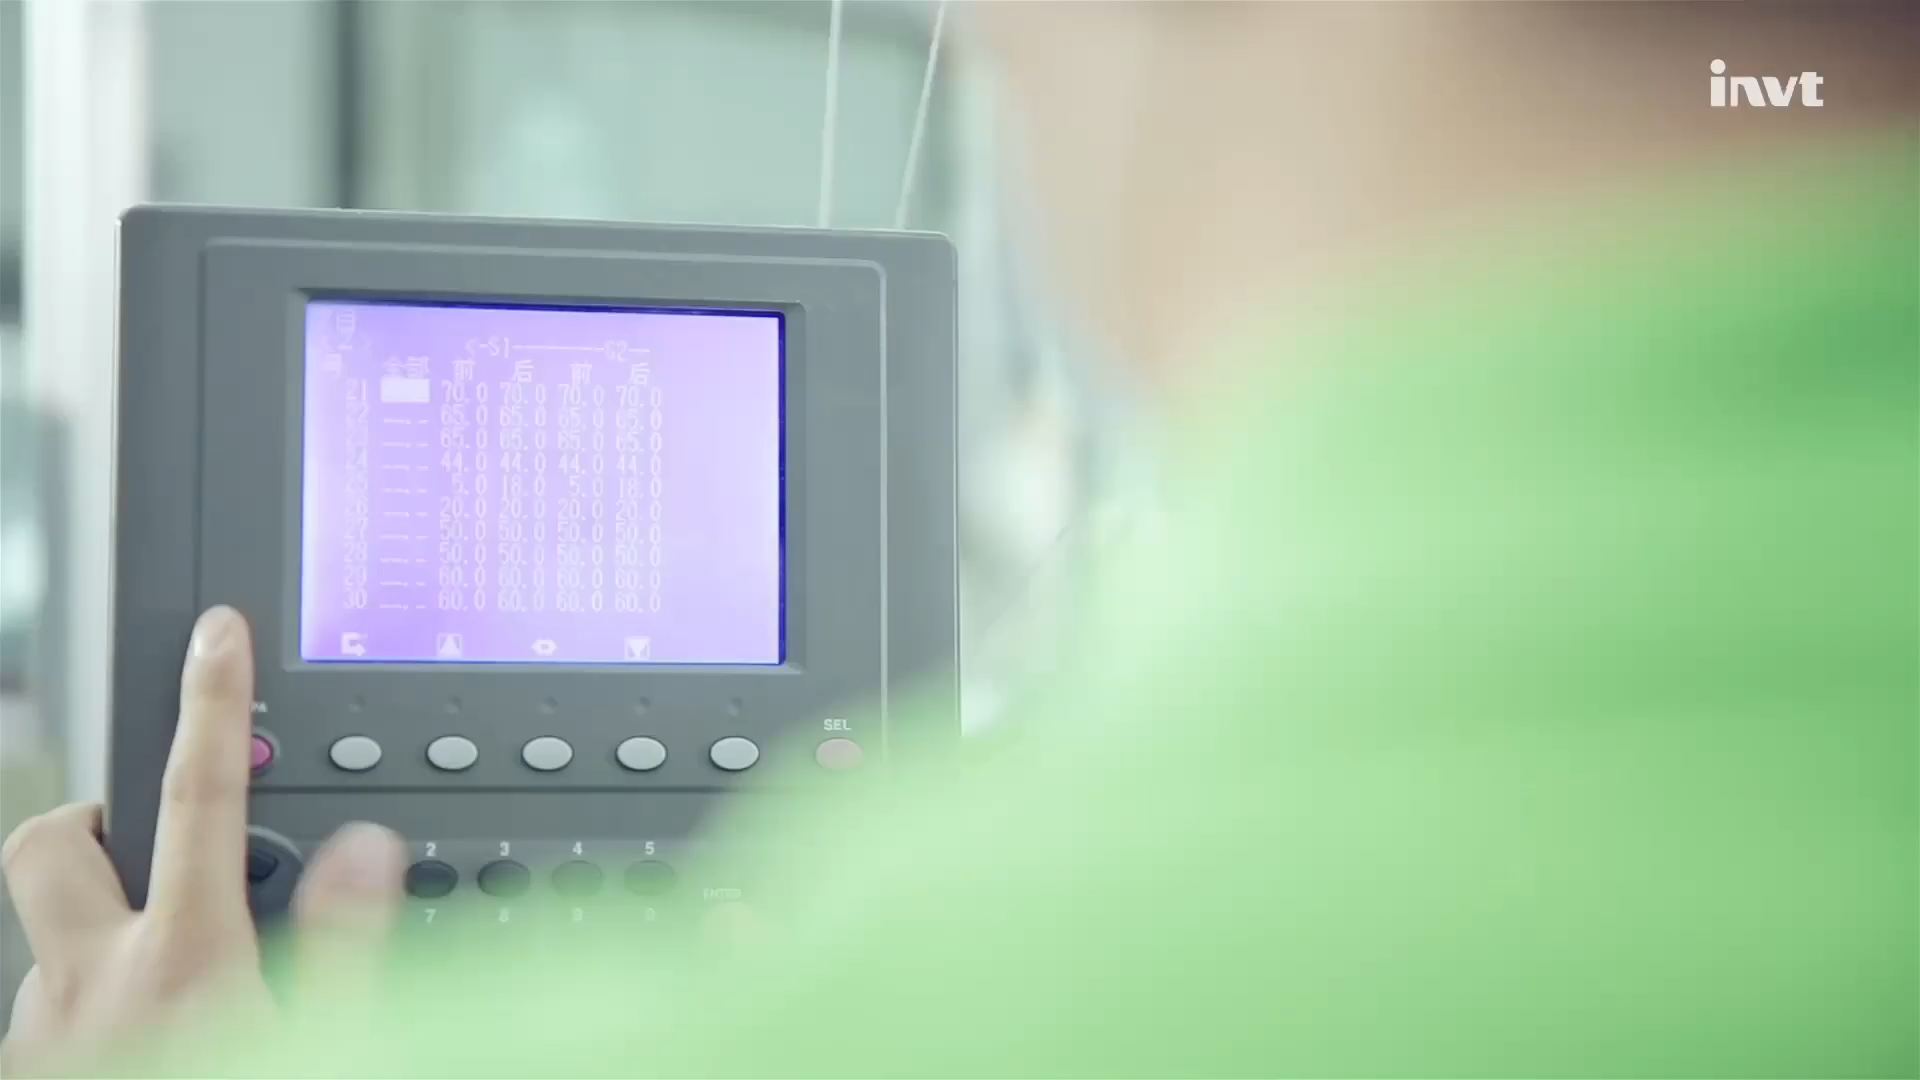 invt
<-S1————S2—
全部 前 后 前 后
21 70.0 70.0 70.0 70.0
22 --.- 65.0 65.0 65.0 65.0
23 --.- 65.0 65.0 65.0 65.0
24 --.- 44.0 44.0 44.0 44.0
25 --.- 5.0 18.0 5.0 18.0
26 --.- 20.0 20.0 20.0 20.0
27 --.- 50.0 50.0 50.0 50.0
28 --.- 50.0 50.0 50.0 50.0
29 --.- 60.0 60.0 60.0 60.0
30 --.- 60.0 60.0 60.0 60.0
SEL
2 3 4 5
ENTER
7 8 9 0